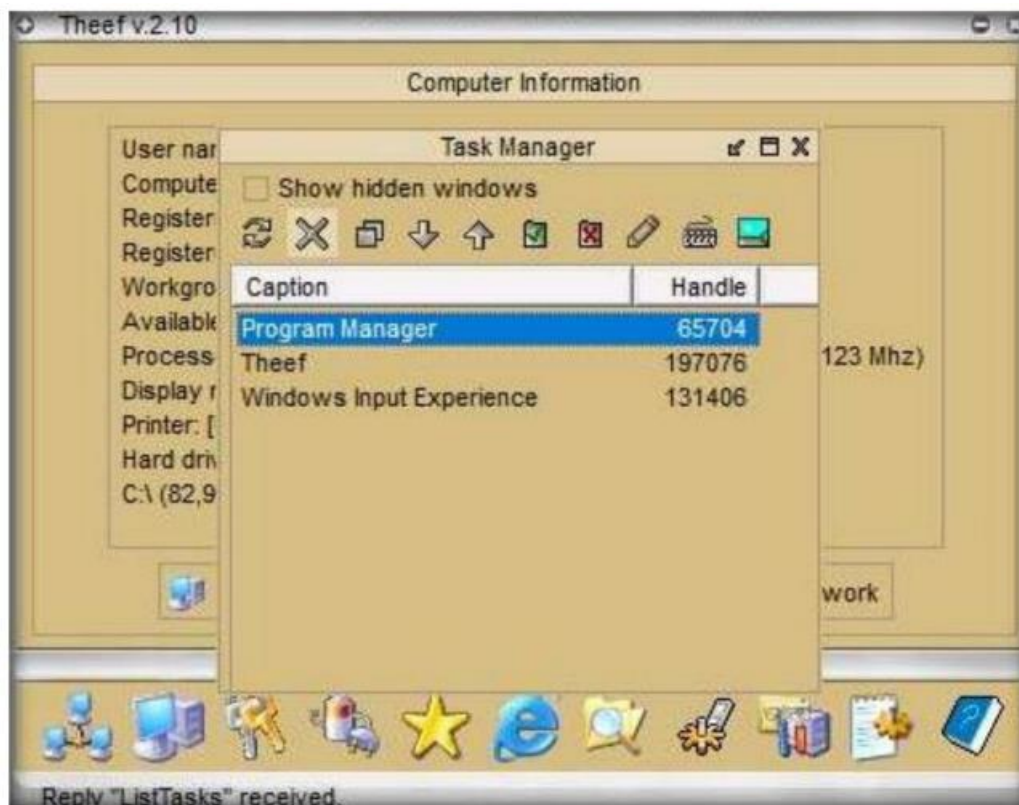 Theef v.2.10
Computer Information
Task Manager
Show hidden windows
Caption Handle
Program Manager 65704
Theef 197076
Windows Input Experience 131406
User nar
Compute
Register
Register
Workgro
Available
Process
123 Mhz)
Display r
Printer: [
Hard driv
C:\ (82,9
work
Reply "ListTasks" received.